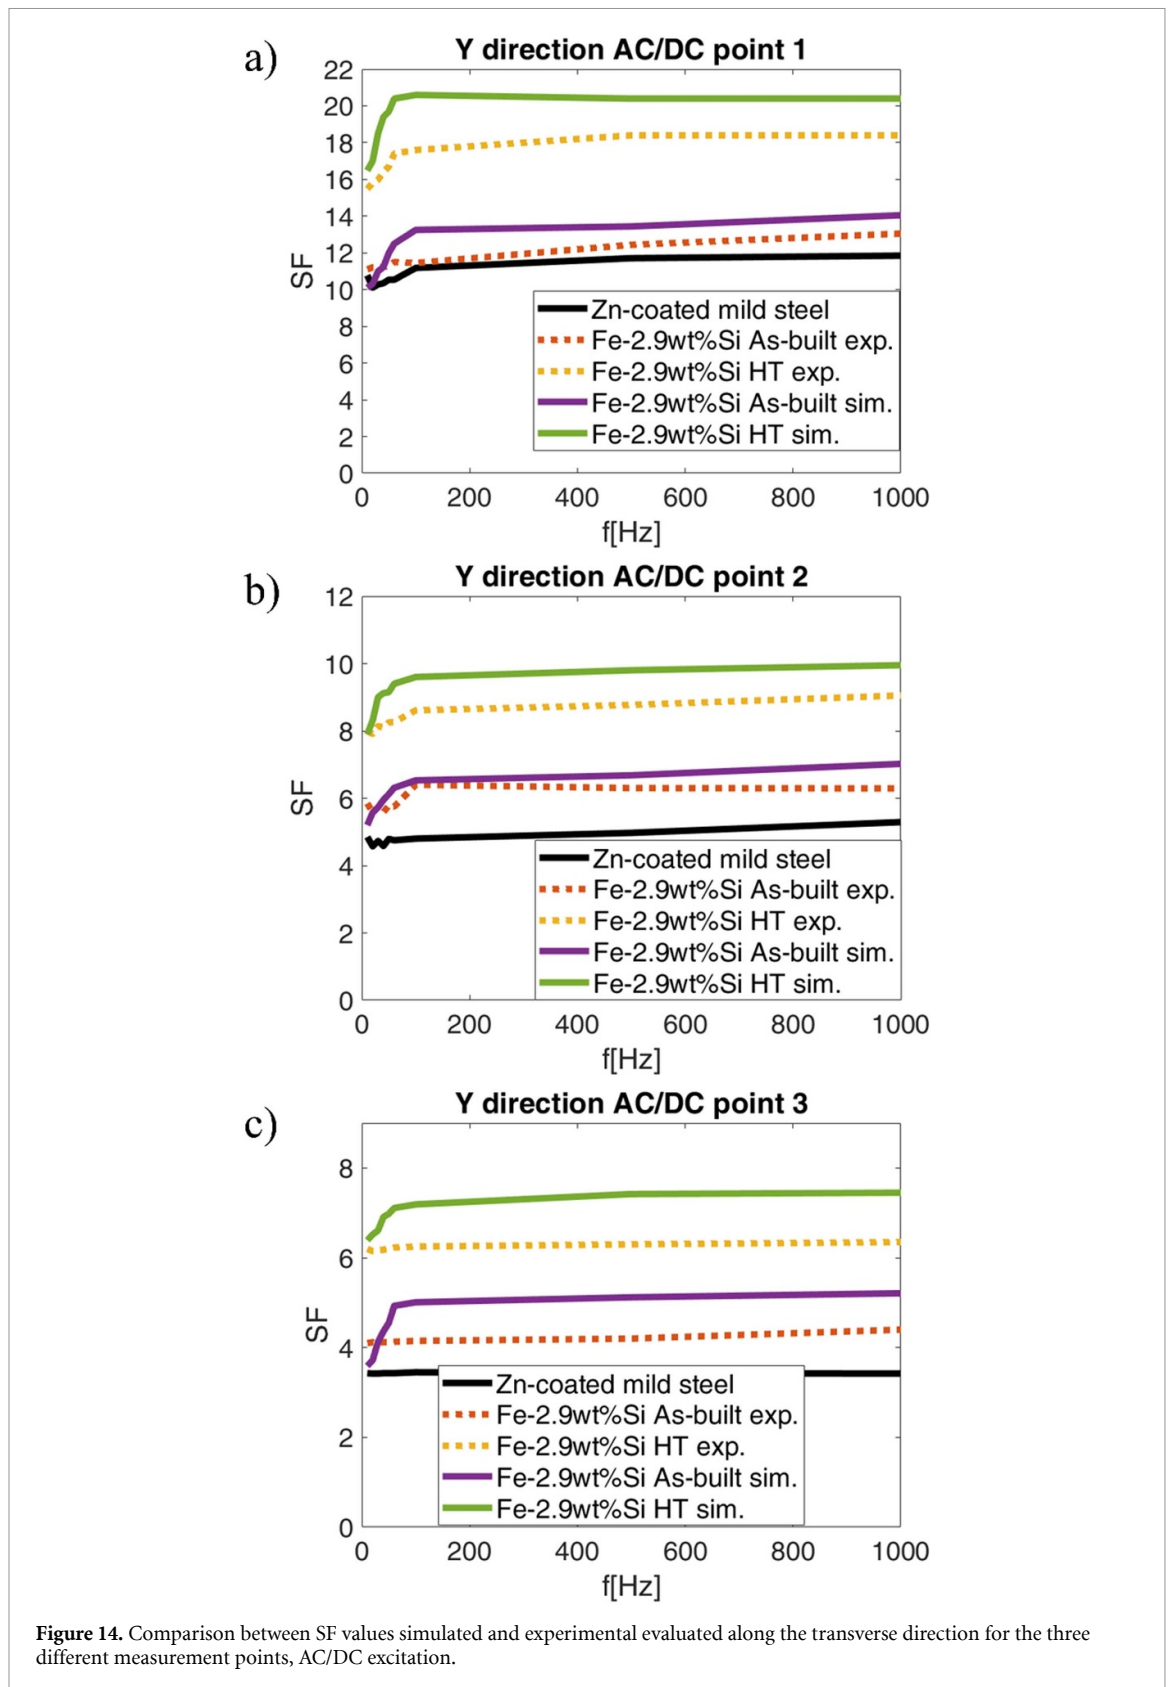 a)
Y direction AC/DC point 1
22
20
18
16
14
12
10
8
6
4
2
0
SF
Zn-coated mild steel
Fe-2.9wt%Si As-built exp.
Fe-2.9wt%Si HT exp.
Fe-2.9wt%Si As-built sim.
Fe-2.9wt%Si HT sim.
0 200 400 600 800 1000
f[Hz]
b)
Y direction AC/DC point 2
12
10
8
6
4
2
0
SF
Zn-coated mild steel
Fe-2.9wt%Si As-built exp.
Fe-2.9wt%Si HT exp.
Fe-2.9wt%Si As-built sim.
Fe-2.9wt%Si HT sim.
0 200 400 600 800 1000
f[Hz]
c)
Y direction AC/DC point 3
8
6
4
2
0
SF
Zn-coated mild steel
Fe-2.9wt%Si As-built exp.
Fe-2.9wt%Si HT exp.
Fe-2.9wt%Si As-built sim.
Fe-2.9wt%Si HT sim.
0 200 400 600 800 1000
f[Hz]
Figure 14. Comparison between SF values simulated and experimental evaluated along the transverse direction for the three
different measurement points, AC/DC excitation.